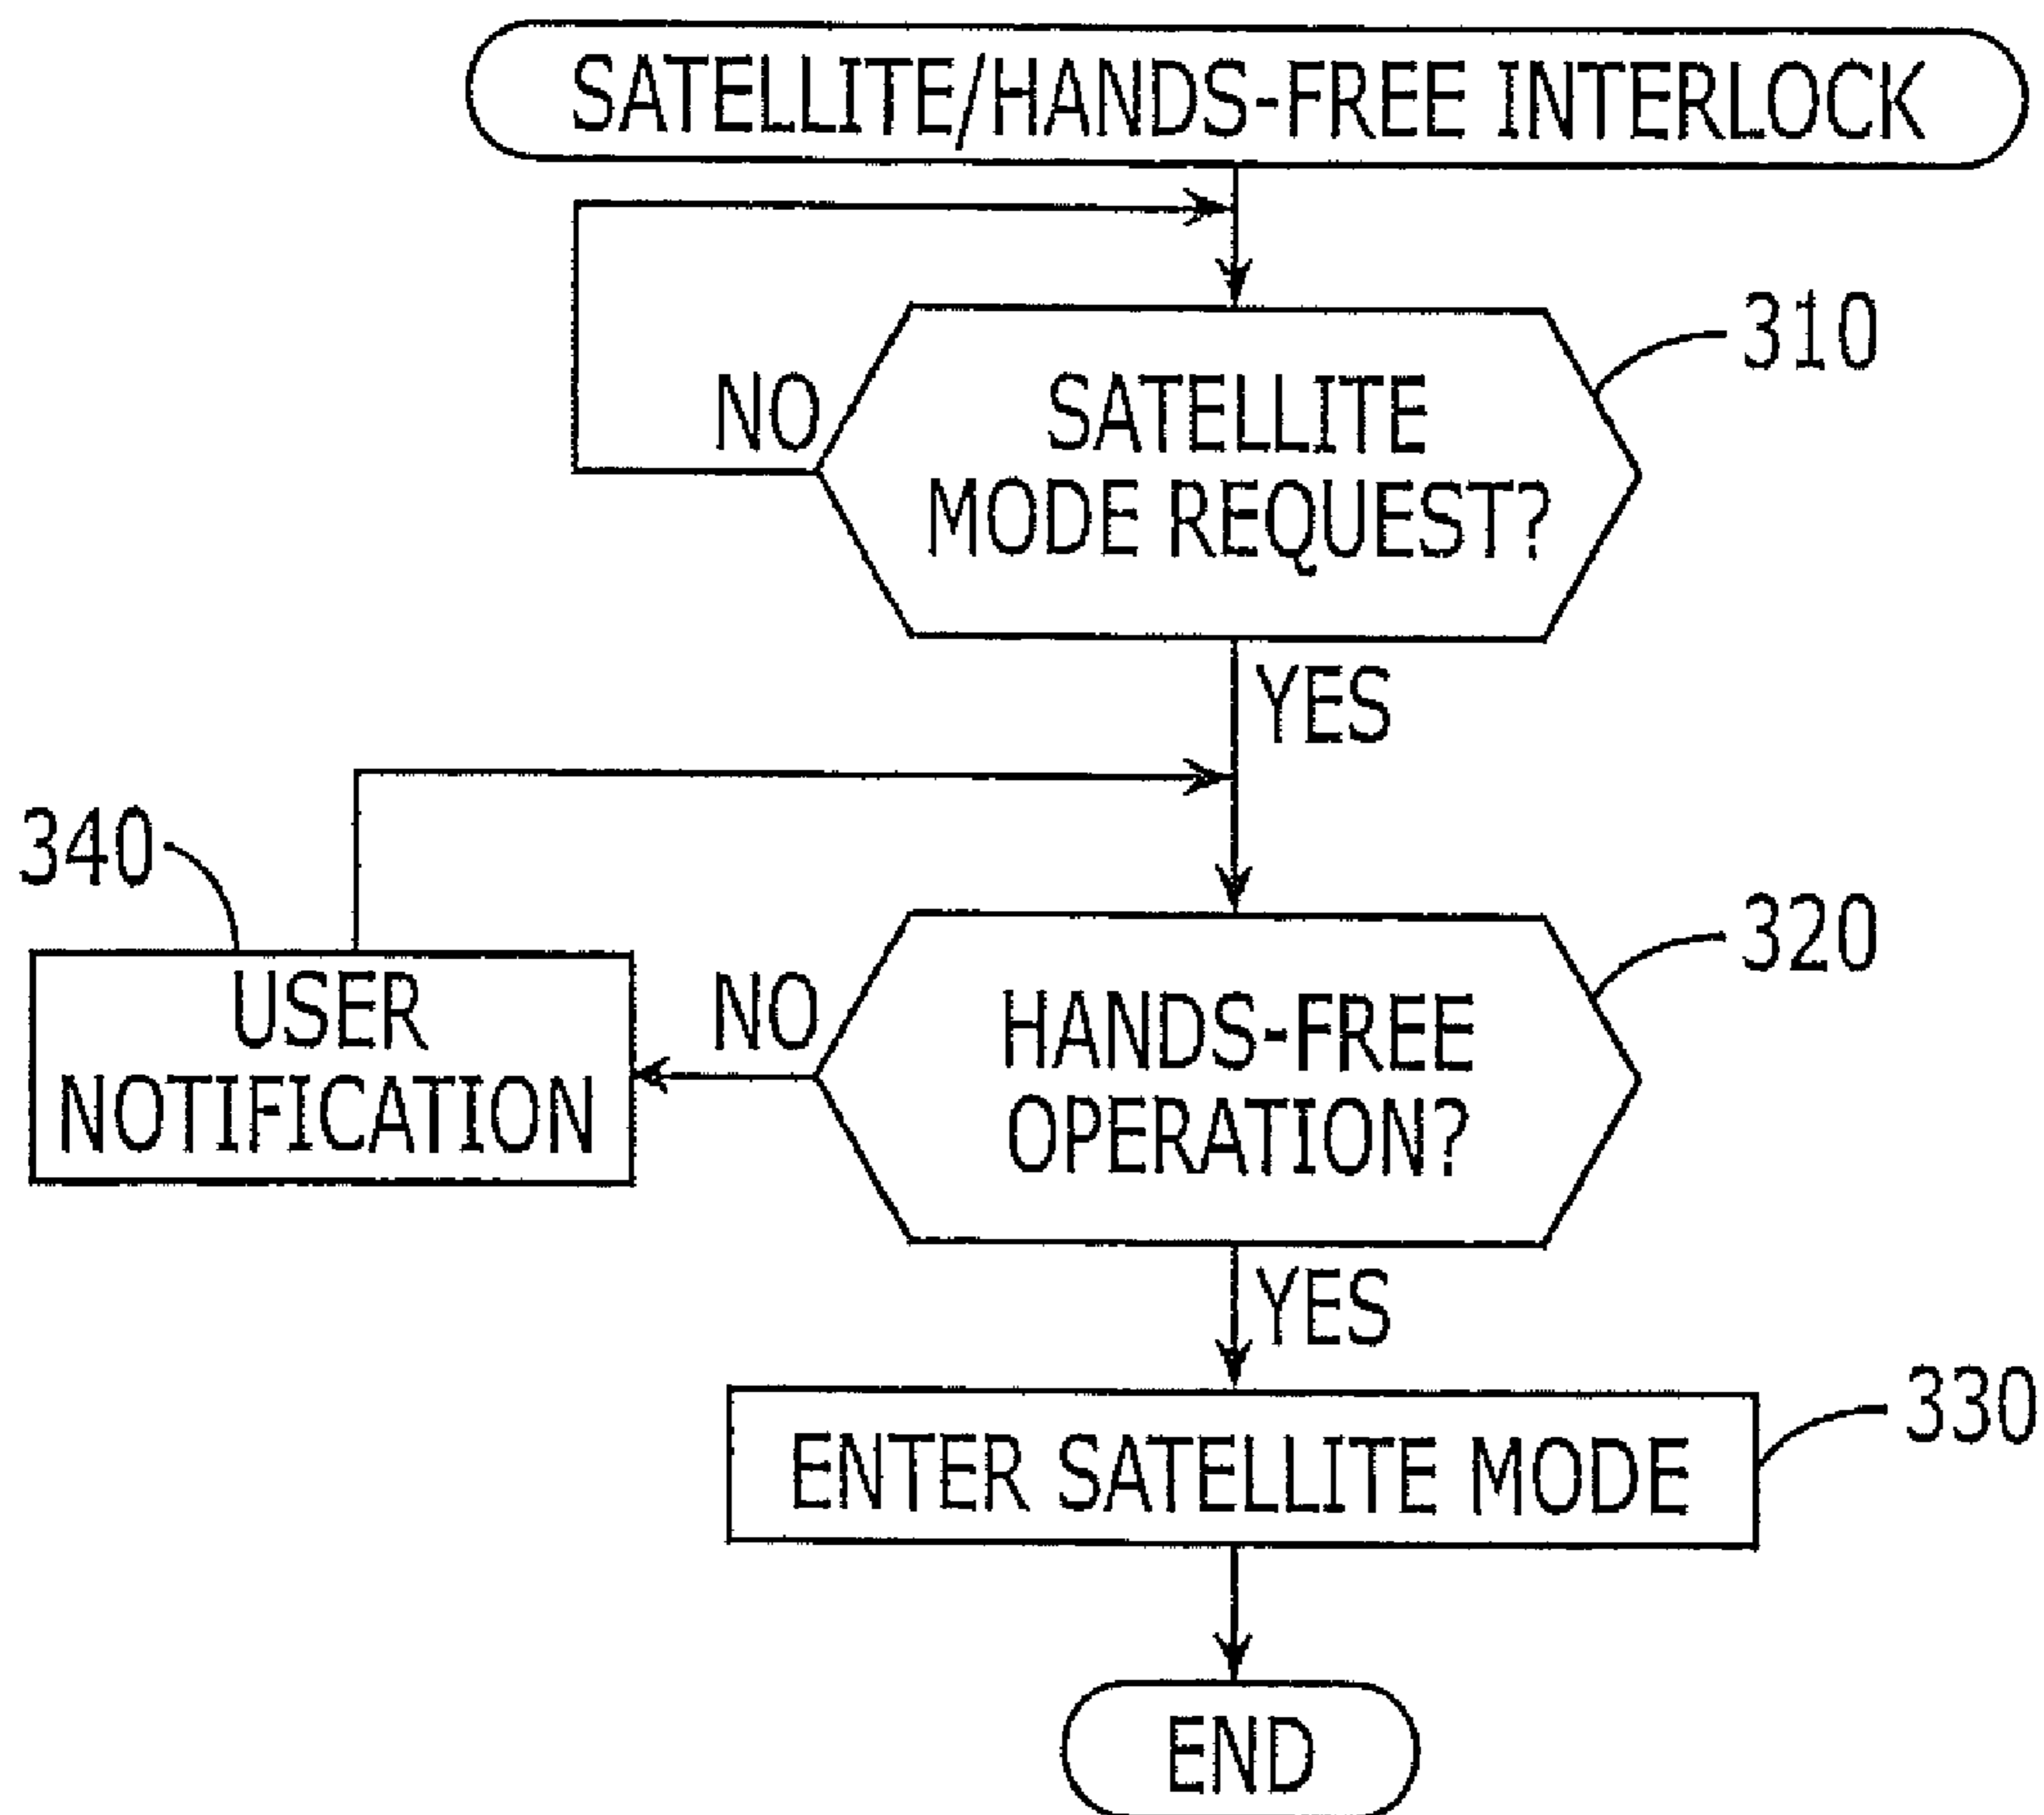 SATELLITE/HANDS-FREE INTERLOCK
310
NO
SATELLITE
MODE REQUEST?
YES
340
320
USER
NOTIFICATION
NO
HANDS-FREE
OPERATION?
YES
330
ENTER SATELLITE MODE
END